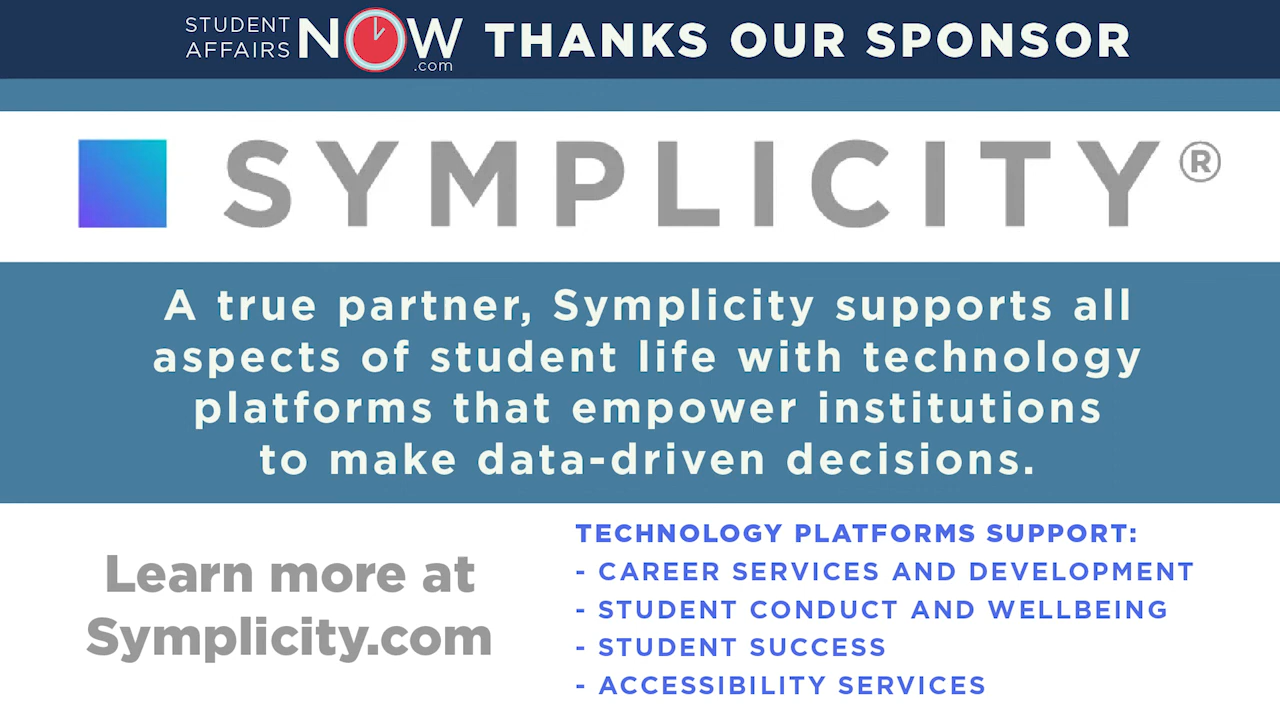 STUDENT
AFFAIRS NOW THANKS OUR SPONSOR
.com
SYMPLICITY®
A true partner, Symplicity supports all
aspects of student life with technology
platforms that empower institutions
to make data-driven decisions.
Learn more at
Symplicity.com
TECHNOLOGY PLATFORMS SUPPORT:
- CAREER SERVICES AND DEVELOPMENT
- STUDENT CONDUCT AND WELLBEING
- STUDENT SUCCESS
- ACCESSIBILITY SERVICES